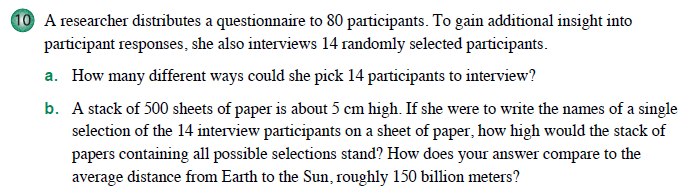 10 A researcher distributes a questionnaire to 80 participants. To gain additional insight into
participant responses, she also interviews 14 randomly selected participants.
a. How many different ways could she pick 14 participants to interview?
b. A stack of 500 sheets of paper is about 5 cm high. If she were to write the names of a single
selection of the 14 interview participants on a sheet of paper, how high would the stack of
papers containing all possible selections stand? How does your answer compare to the
average distance from Earth to the Sun, roughly 150 billion meters?